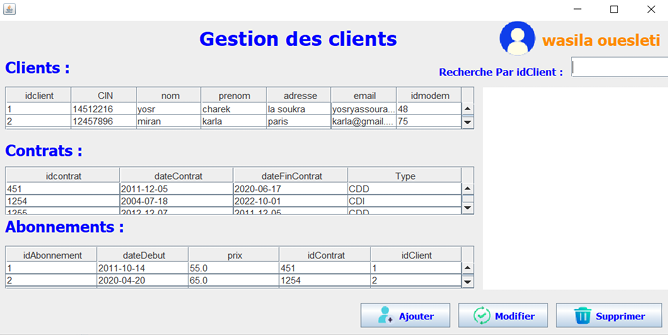 Gestion des clients
wasila ouesleti
Clients :
Recherche Par idClient :
idclient CIN nom prenom adresse email idmodem
1 14512216 yosr charek la soukra yosryassoura... 48
2 12457896 miran karla paris karla@gmail.... 75
Contrats :
idcontrat dateContrat dateFinContrat Type
451 2011-12-05 2020-06-17 CDD
1254 2004-07-18 2022-10-01 CDI
1255 2012-12-07 2011-12-05 CDD
Abonnements :
idAbonnement dateDebut prix idContrat idClient
1 2011-10-14 55.0 451 1
2 2020-04-20 65.0 1254 2
Ajouter Modifier Supprimer